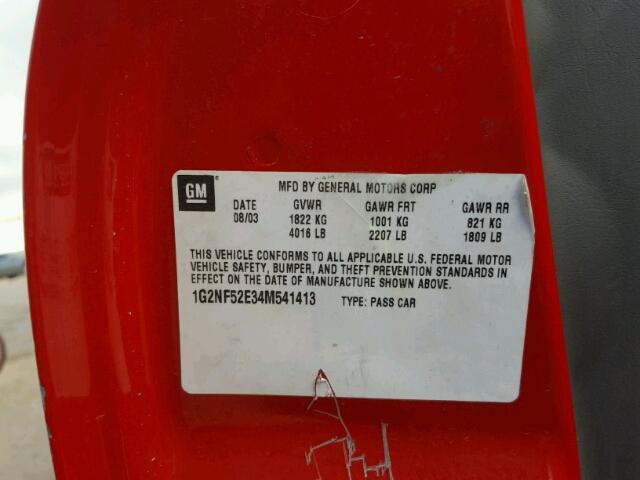 GM
MFD BY GENERAL MOTORS CORP
DATE GVWR GAWR FRT GAWR RR
08/03 1822 KG 1001 KG 821 KG
4016 LB 2207 LB 1809 LB
THIS VEHICLE CONFORMS TO ALL APPLICABLE U.S. FEDERAL MOTOR
VEHICLE SAFETY, BUMPER, AND THEFT PREVENTION STANDARDS IN
EFFECT ON THE DATE OF MANUFACTURE SHOWN ABOVE.
1G2NF52E34M541413 TYPE: PASS CAR